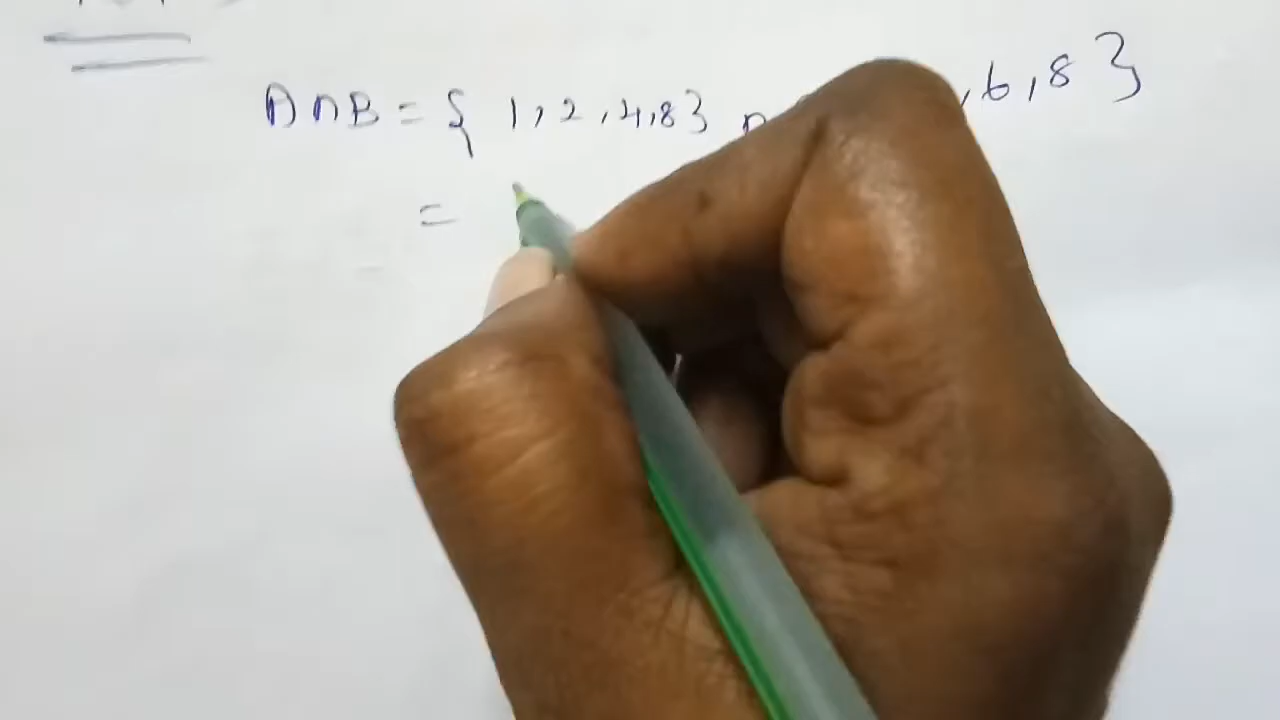 A∩B = { 1, 2, 4, 8 } ∩ , 6, 8 }
=